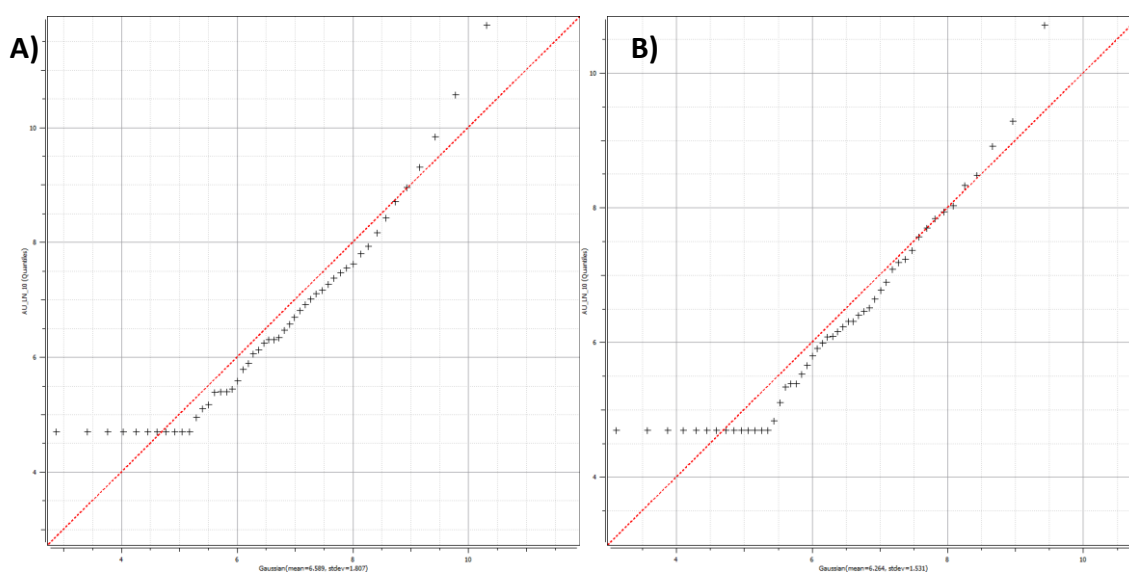 A)
B)
10
8
6
4
AU_LN_10 (Quantiles)
4 6 8 10
Gaussian(mean=6.589, stdev=1.807)
10
8
6
4
AU_LN_10 (Quantiles)
4 6 8 10
Gaussian(mean=6.264, stdev=1.531)